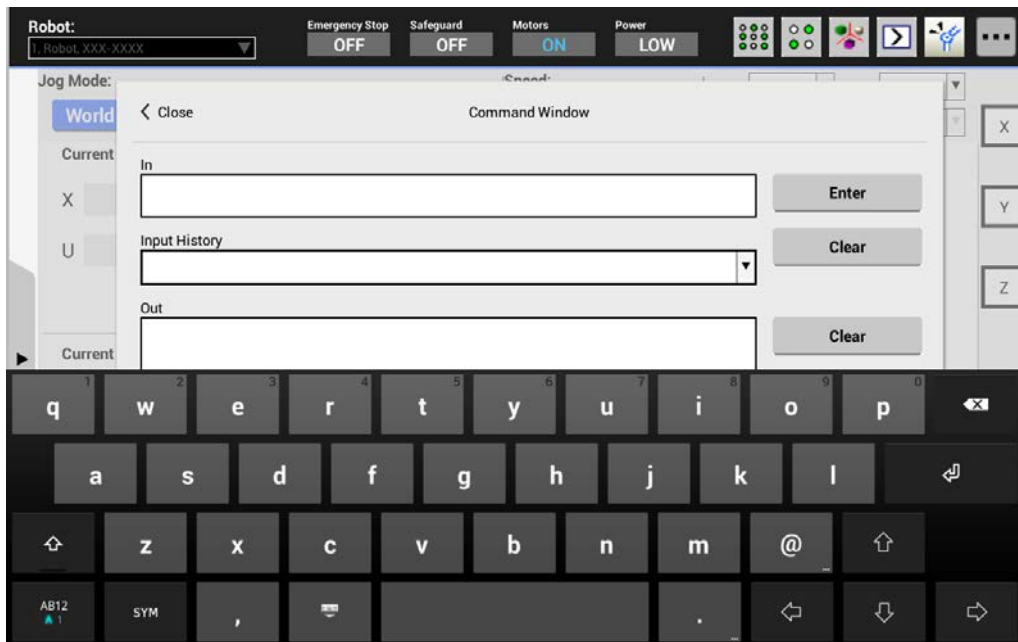 Robot:
1, Robot, XXX-XXXX
Emergency Stop
OFF
Safeguard
OFF
Motors
ON
Power
LOW
Jog Mode:
Speed:
World
Close
Command Window
Current
In
Enter
X
X
Input History
Clear
Y
U
Out
Clear
Z
Current
1 2 3 4 5 6 7 8 9 0
q w e r t y u i o p
a s d f g h j k l
z x c v b n m @
AB12
1
SYM , .